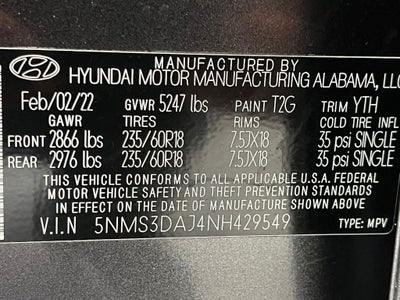 MANUFACTURED BY
HYUNDAI MOTOR MANUFACTURING ALABAMA, LLC
Feb/02/22 GVWR 5247 lbs PAINT T2G TRIM YTH
GAWR TIRES RIMS COLD TIRE INFL
FRONT 2866 lbs 235/60R18 7.5JX18 35 psi SINGLE
REAR 2976 lbs 235/60R18 7.5JX18 35 psi SINGLE
THIS VEHICLE CONFORMS TO ALL APPLICABLE U.S.A. FEDERAL
MOTOR VEHICLE SAFETY AND THEFT PREVENTION STANDARDS
IN EFFECT ON THE DATE OF MANUFACTURE SHOWN ABOVE.
V.I.N 5NMS3DAJ4NH429549 TYPE: MPV